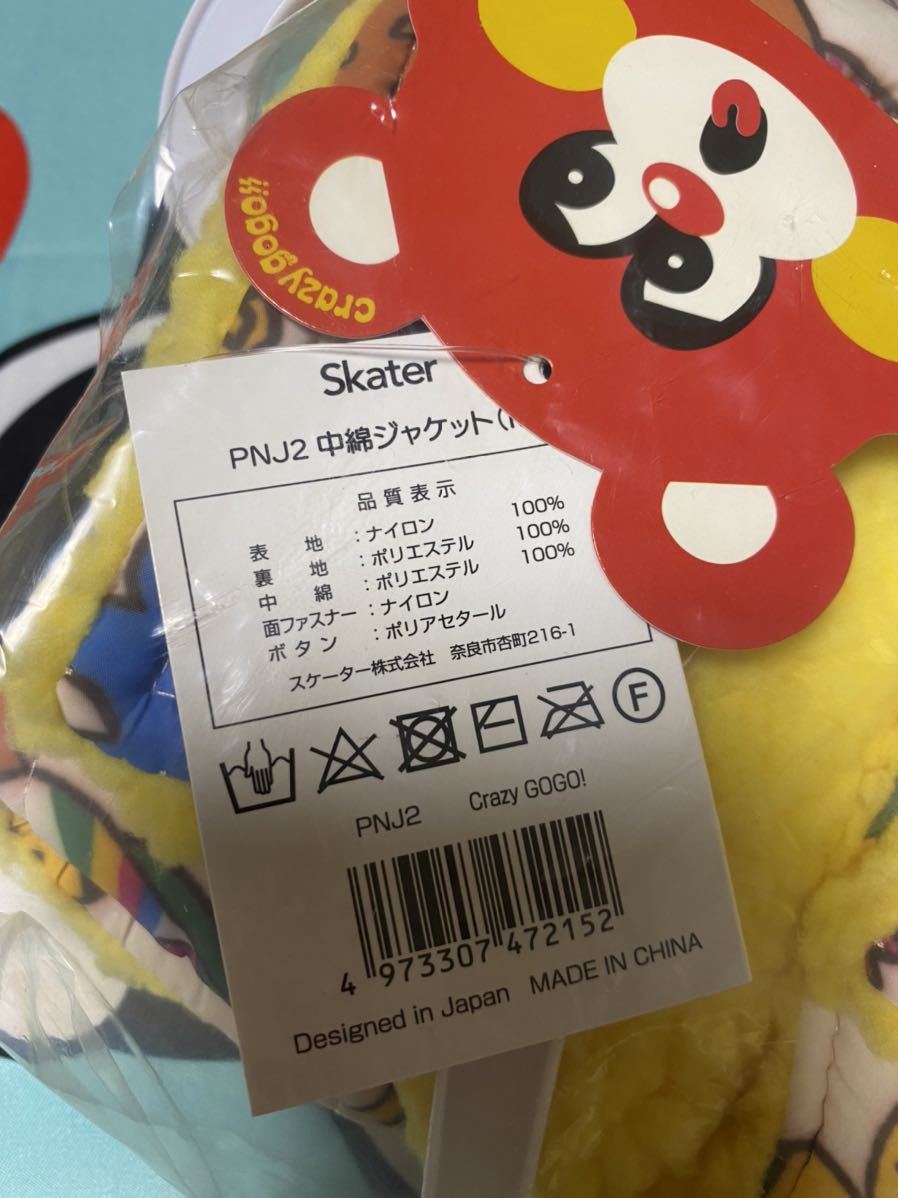 crazygogo!!
Skater
PNJ2 中綿ジャケット(
品質表示
表地:ナイロン 100%
裏地:ポリエステル 100%
中綿:ポリエステル 100%
面ファスナー:ナイロン
ボタン:ポリアセタール
スケーター株式会社 奈良市杏町216-1
F
PNJ2 Crazy GOGO!
4 973307 472152
Designed in Japan MADE IN CHINA